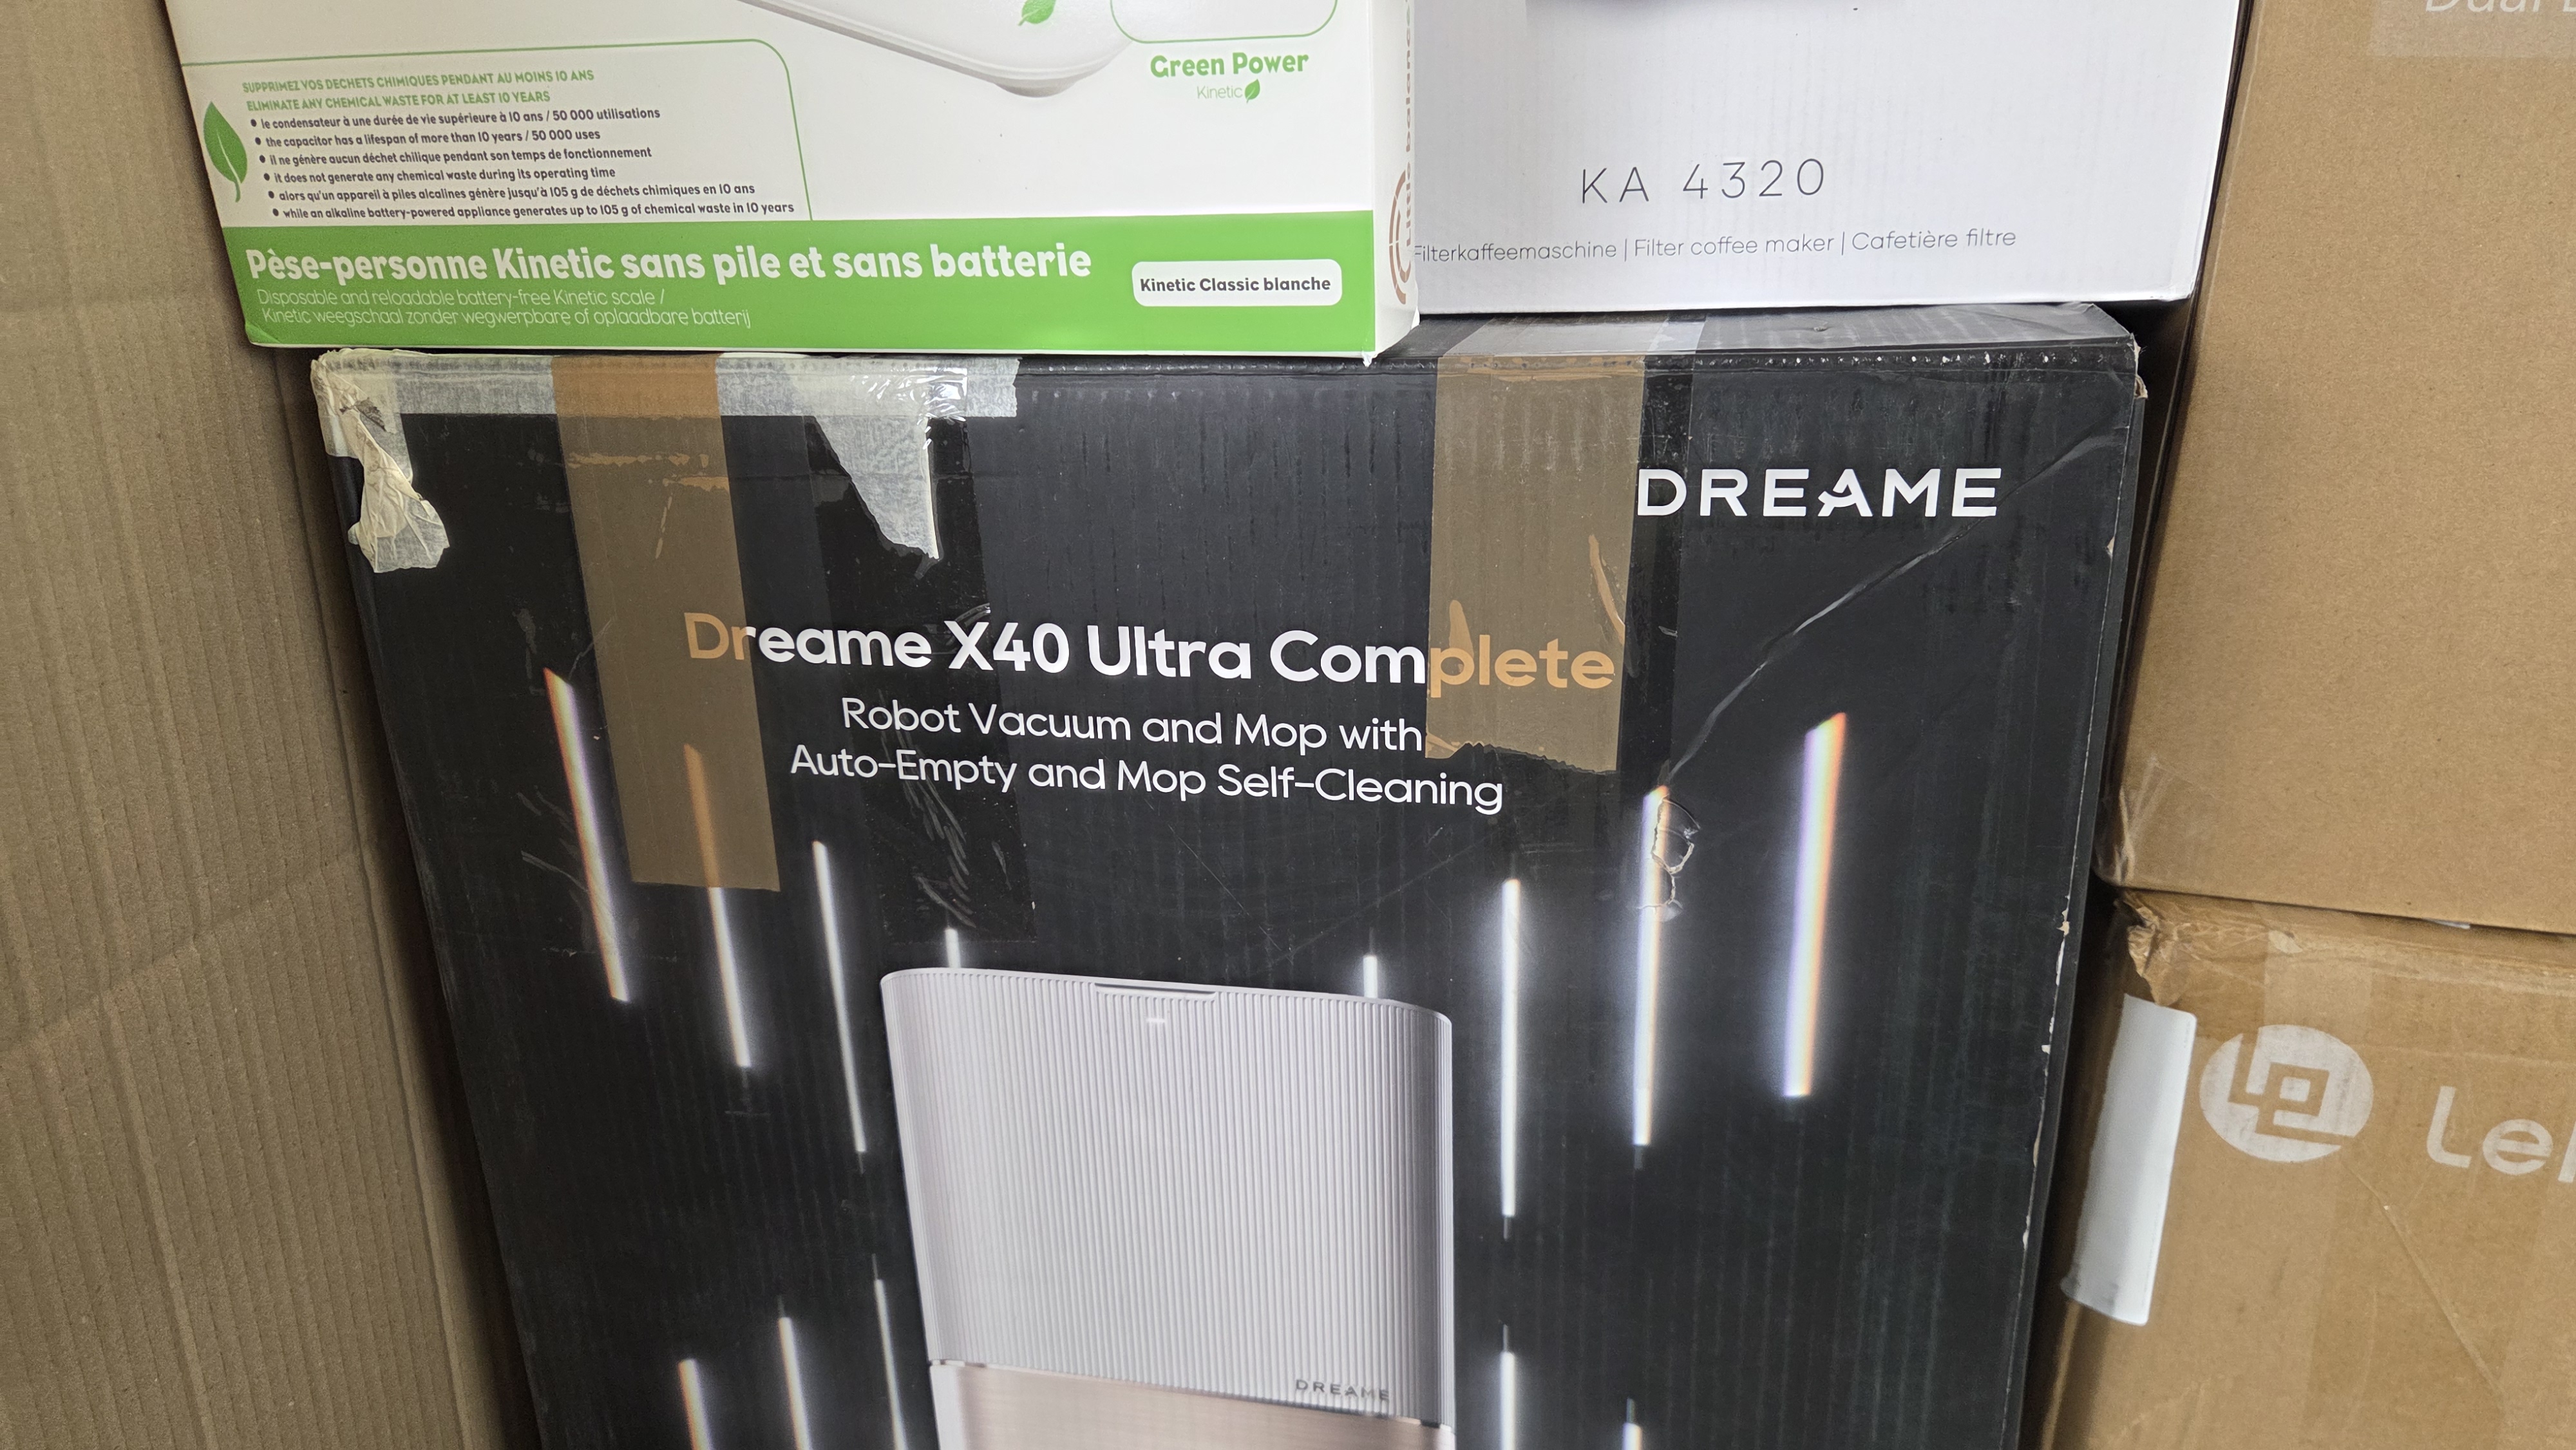 SUPPRIMEZ VOS DECHETS CHIMIQUES PENDANT AU MOINS 10 ANS
ELIMINATE ANY CHEMICAL WASTE FOR AT LEAST 10 YEARS
• le condensateur à une durée de vie supérieure à 10 ans / 50 000 utilisations
• the capacitor has a lifespan of more than 10 years / 50 000 uses
• il ne génère aucun déchet chilique pendant son temps de fonctionnement
• it does not generate any chemical waste during its operating time
• alors qu'un appareil à piles alcalines génère jusqu'à 105 g de déchets chimiques en 10 ans
• while an alkaline battery-powered appliance generates up to 105 g of chemical waste in 10 years
Green Power
Kinetic
Pèse-personne Kinetic sans pile et sans batterie
Disposable and reloadable battery-free Kinetic scale /
Kinetic weegschaal zonder wegwerpbare of oplaadbare batterij
Kinetic Classic blanche
Little balance
KA 4320
Filterkaffeemaschine | Filter coffee maker | Cafetière filtre
Dual
DREAME
Dreame X40 Ultra Complete
Robot Vacuum and Mop with
Auto-Empty and Mop Self-Cleaning
DREAME
Le